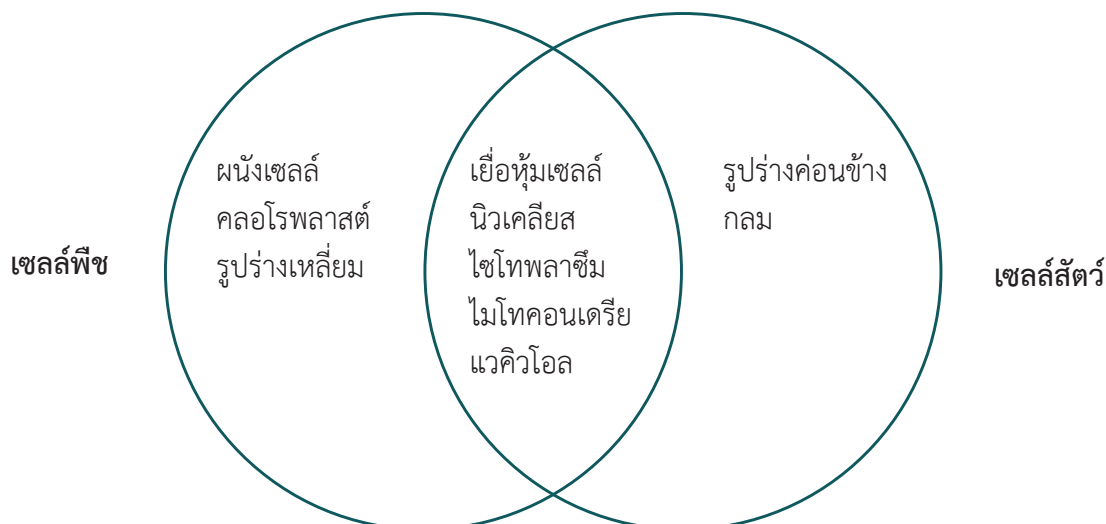 เซลล์พืช
ผนังเซลล์
คลอโรพลาสต์
รูปร่างเหลี่ยม
เยื่อหุ้มเซลล์
นิวเคลียส
ไซโทพลาซึม
ไมโทคอนเดรีย
แวคิวโอล
รูปร่างค่อนข้าง
กลม
เซลล์สัตว์